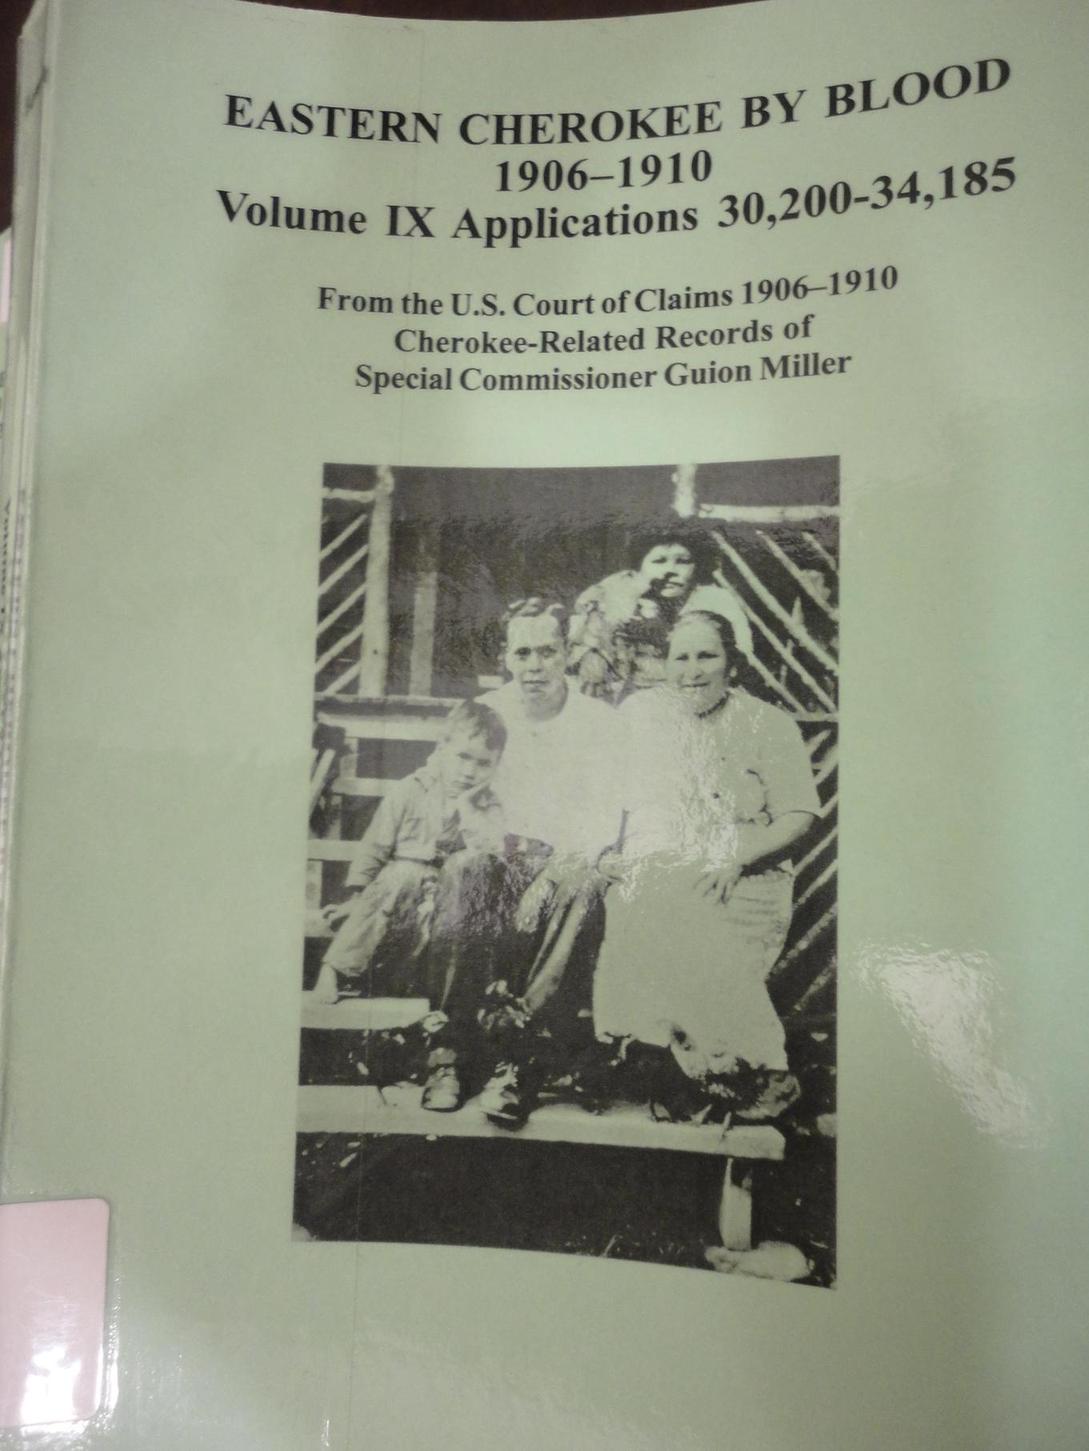 EASTERN CHEROKEE BY BLOOD
1906–1910
Volume IX Applications 30,200-34,185
From the U.S. Court of Claims 1906–1910
Cherokee-Related Records of
Special Commissioner Guion Miller